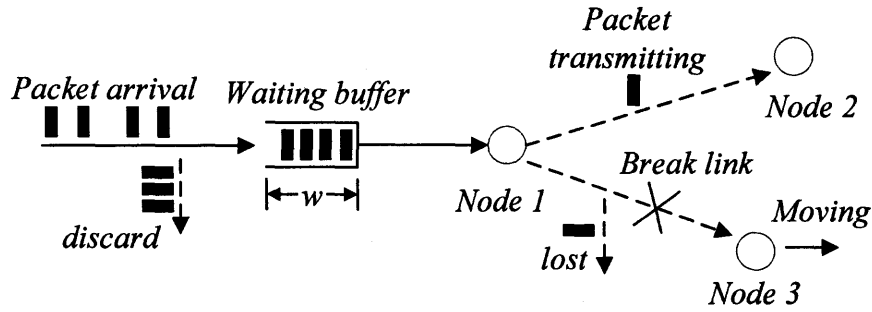 Packet
transmitting
Packet arrival
Waiting buffer
Node 2
Break link
w
Node 1
Moving
discard
lost
Node 3